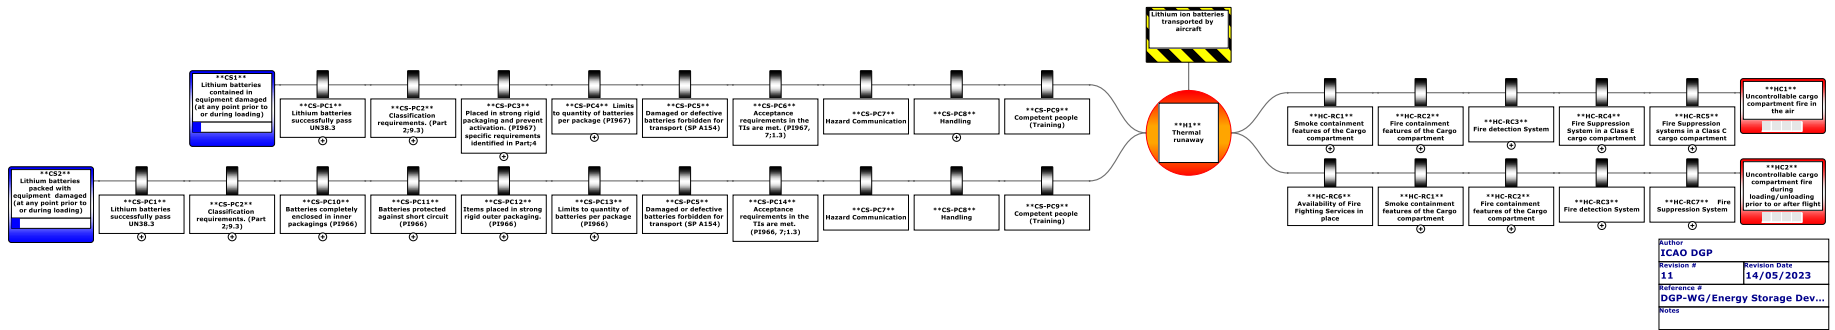 Lithium ion batteries
transported by
aircraft
**CS1**
Lithium batteries
contained in
equipment damaged
(at any point prior to
or during loading)
**CS-PC1**
Lithium batteries
successfully pass
UN38.3
**CS-PC2**
Classification
requirements. (Part
2;9.3)
**CS-PC3**
Placed in strong rigid
packaging and prevent
activation. (PI967)
specific requirements
identified in Part;4
**CS-PC4** Limits
to quantity of batteries
per package (PI967)
**CS-PC5**
Damaged or defective
batteries forbidden for
transport (SP A154)
**CS-PC6**
Acceptance
requirements in the
TIs are met. (PI967,
7;1.3)
**CS-PC7**
Hazard Communication
**CS-PC8**
Handling
**CS-PC9**
Competent people
(Training)
**H1**
Thermal
runaway
**HC-RC1**
Smoke containment
features of the Cargo
compartment
**HC-RC2**
Fire containment
features of the Cargo
compartment
**HC-RC3**
Fire detection System
**HC-RC4**
Fire Suppression
System in a Class E
cargo compartment
**HC-RC5**
Fire Suppression
systems in a Class C
cargo compartment
**HC1**
Uncontrollable cargo
compartment fire in
the air
**CS2**
Lithium batteries
packed with
equipment damaged
(at any point prior to
or during loading)
**CS-PC1**
Lithium batteries
successfully pass
UN38.3
**CS-PC2**
Classification
requirements. (Part
2;9.3)
**CS-PC10**
Batteries completely
enclosed in inner
packagings (PI966)
**CS-PC11**
Batteries protected
against short circuit
(PI966)
**CS-PC12**
Items placed in strong
rigid outer packaging.
(PI966)
**CS-PC13**
Limits to quantity of
batteries per package
(PI966)
**CS-PC5**
Damaged or defective
batteries forbidden for
transport (SP A154)
**CS-PC14**
Acceptance
requirements in the
TIs are met.
(PI966, 7;1.3)
**CS-PC7**
Hazard Communication
**CS-PC8**
Handling
**CS-PC9**
Competent people
(Training)
**HC-RC6**
Availability of Fire
Fighting Services in
place
**HC-RC1**
Smoke containment
features of the Cargo
compartment
**HC-RC2**
Fire containment
features of the Cargo
compartment
**HC-RC3**
Fire detection System
**HC-RC7** Fire
Suppression System
**HC2**
Uncontrollable cargo
compartment fire
during
loading/unloading
prior to or after flight
Author
ICAO DGP
Revision #
11
Revision Date
14/05/2023
Reference #
DGP-WG/Energy Storage Dev...
Notes